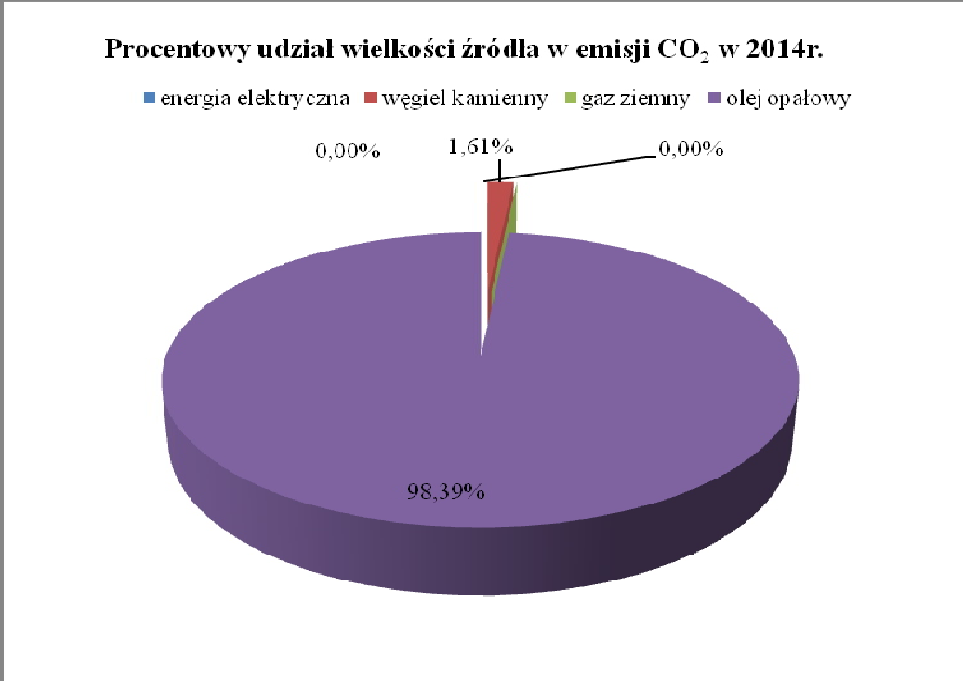 Procentowy udział wielkości źródla w emisji CO₂ w 2014r.
energia elektryczna węgiel kamienny gaz ziemny olej opałowy
0,00% 1,61% 0,00%
98,39%